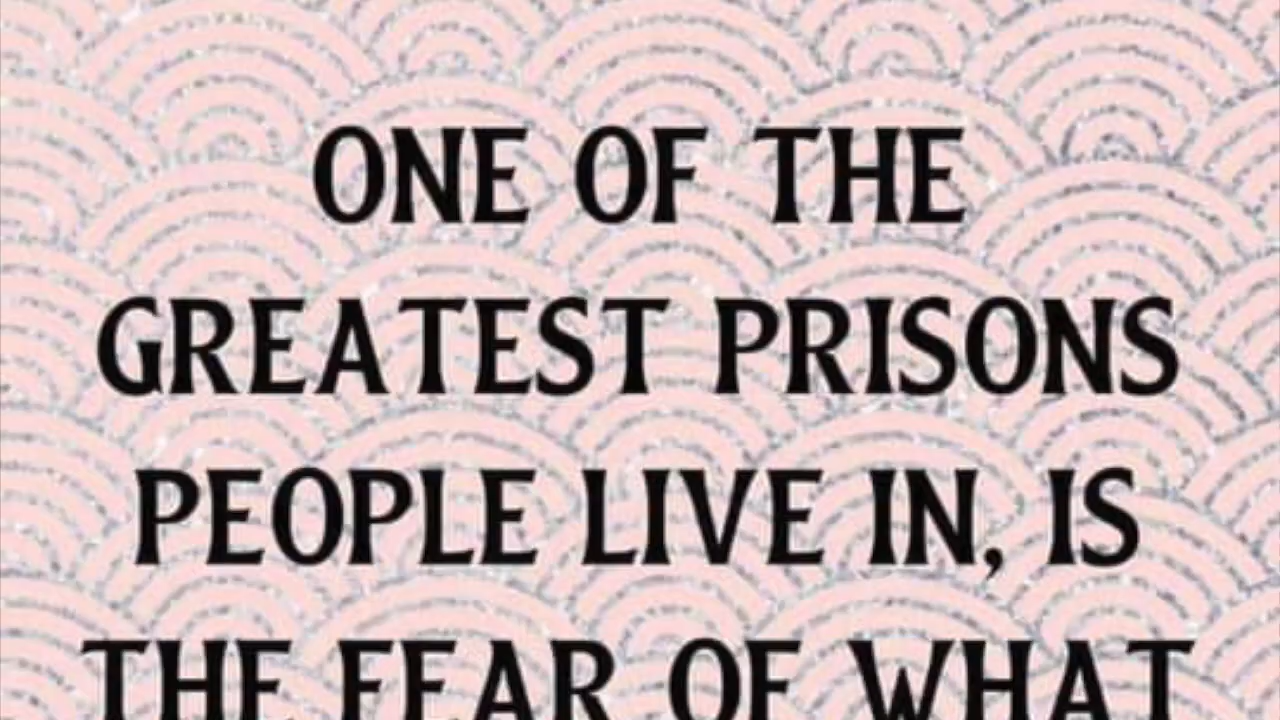 ONE OF THE
GREATEST PRISONS
PEOPLE LIVE IN, IS
THE FEAR OF WHAT